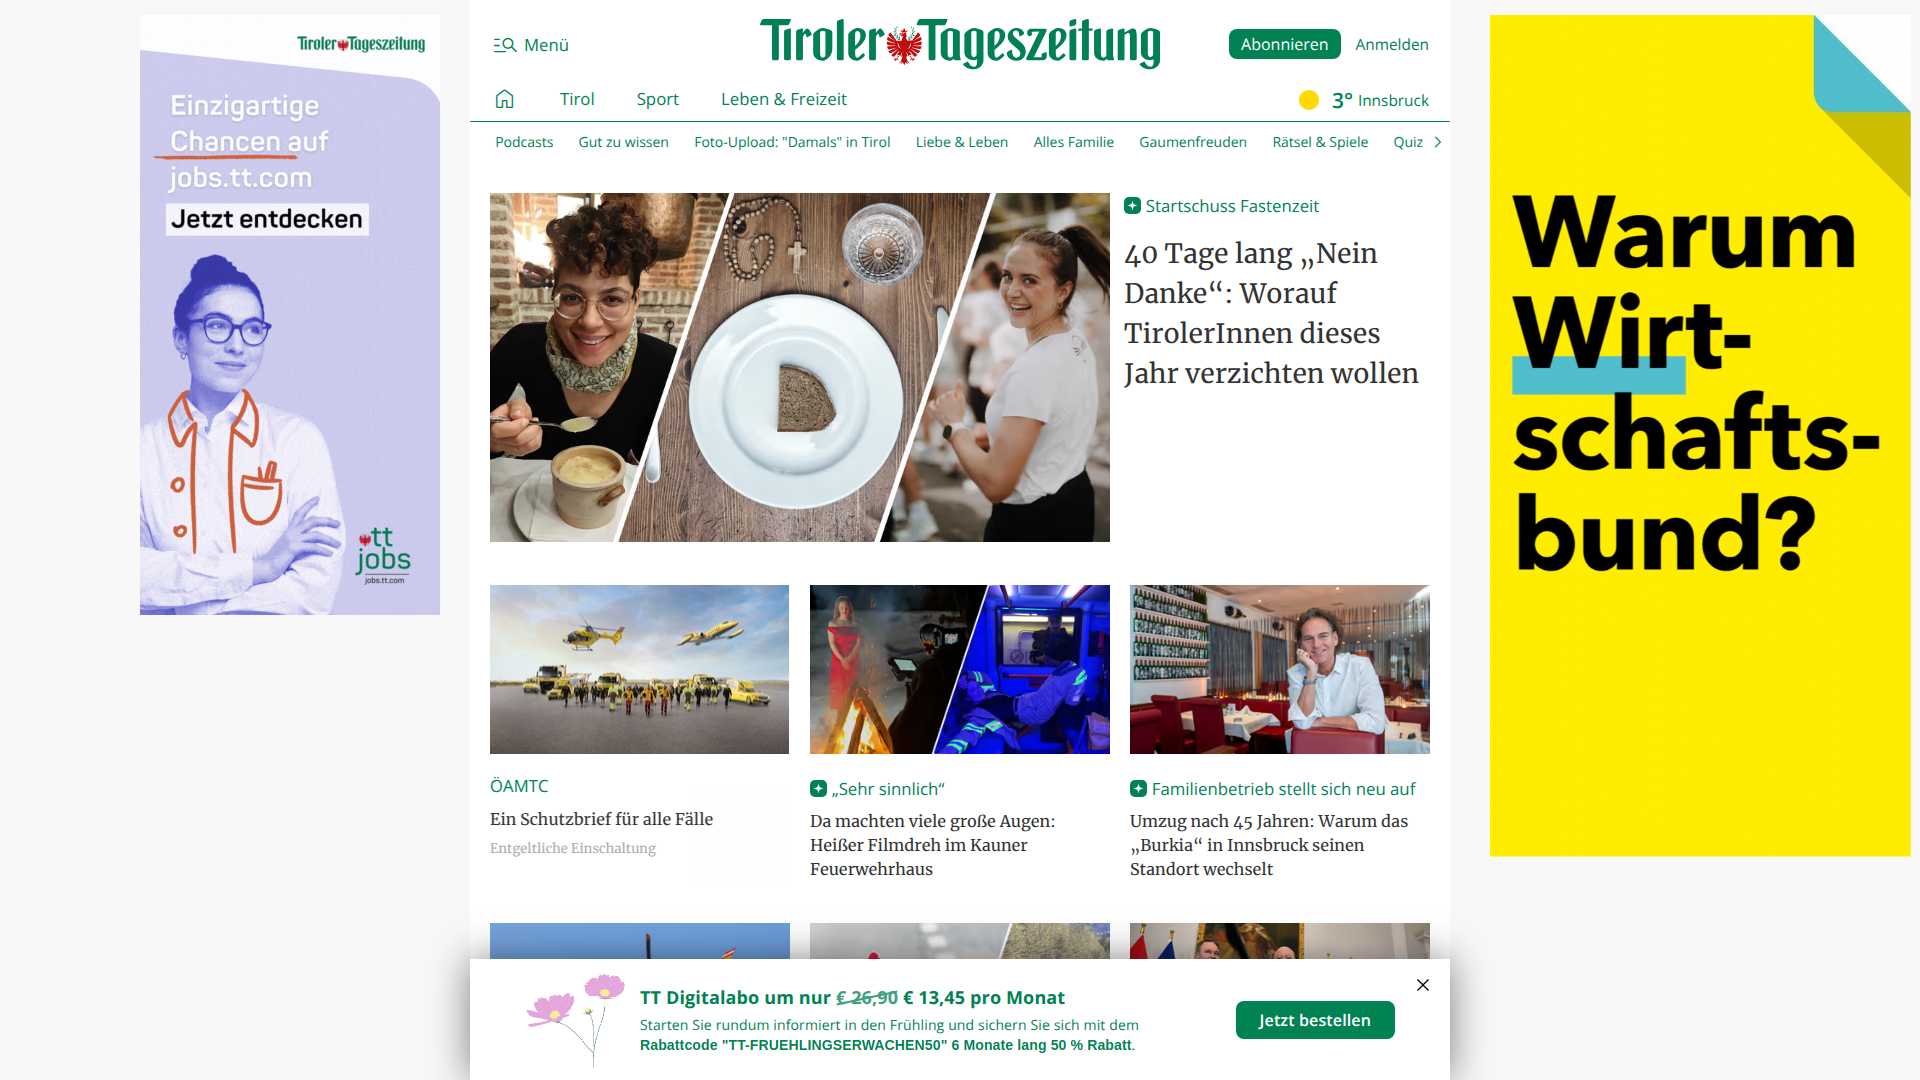 Tiroler Tageszeitung
Einzigartige
Chancen auf
jobs.tt.com
Jetzt entdecken
tt
jobs
jobs.tt.com
Menü
Tiroler Tageszeitung
Abonnieren
Anmelden
Tirol
Sport
Leben & Freizeit
3° Innsbruck
Podcasts
Gut zu wissen
Foto-Upload: "Damals" in Tirol
Liebe & Leben
Alles Familie
Gaumenfreuden
Rätsel & Spiele
Quiz
Startschuss Fastenzeit
40 Tage lang „Nein
Danke“: Worauf
TirolerInnen dieses
Jahr verzichten wollen
ÖAMTC
Ein Schutzbrief für alle Fälle
Entgeltliche Einschaltung
„Sehr sinnlich“
Da machten viele große Augen:
Heißer Filmdreh im Kauner
Feuerwehrhaus
Familienbetrieb stellt sich neu auf
Umzug nach 45 Jahren: Warum das
„Burkia“ in Innsbruck seinen
Standort wechselt
TT Digitalabo um nur € 26,90 € 13,45 pro Monat
Starten Sie rundum informiert in den Frühling und sichern Sie sich mit dem
Rabattcode "TT-FRUEHLINGSERWACHEN50" 6 Monate lang 50 % Rabatt.
Jetzt bestellen
Warum
Wirt-
schafts-
bund?